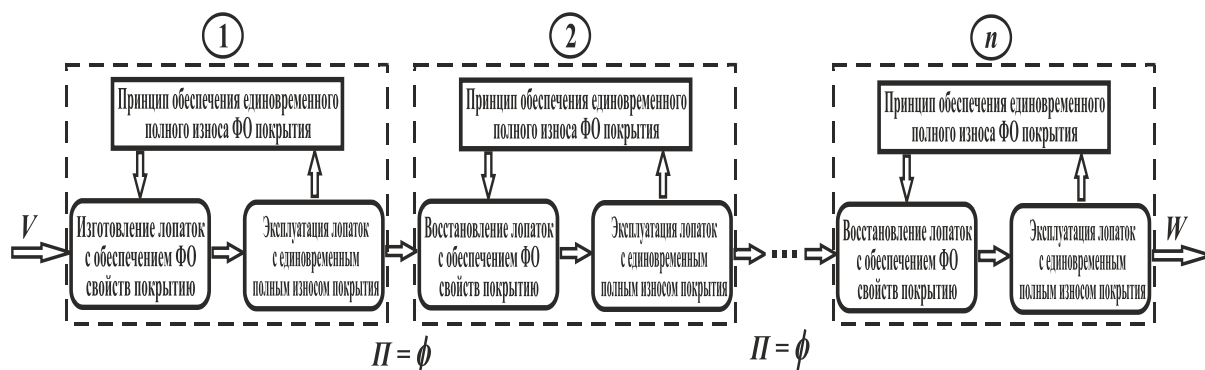 1
2
n
Принцип обеспечения единовременного
полного износа ФО покрытия
Принцип обеспечения единовременного
полного износа ФО покрытия
Принцип обеспечения единовременного
полного износа ФО покрытия
V
Изготовление лопаток
с обеспечением ФО
свойств покрытию
Эксплуатация лопаток
с единовременным
полным износом покрытия
Восстановление лопаток
с обеспечением ФО
свойств покрытию
Эксплуатация лопаток
с единовременным
полным износом покрытия
Восстановление лопаток
с обеспечением ФО
свойств покрытию
Эксплуатация лопаток
с единовременным
полным износом покрытия
W
П = ϕ
П = ϕ